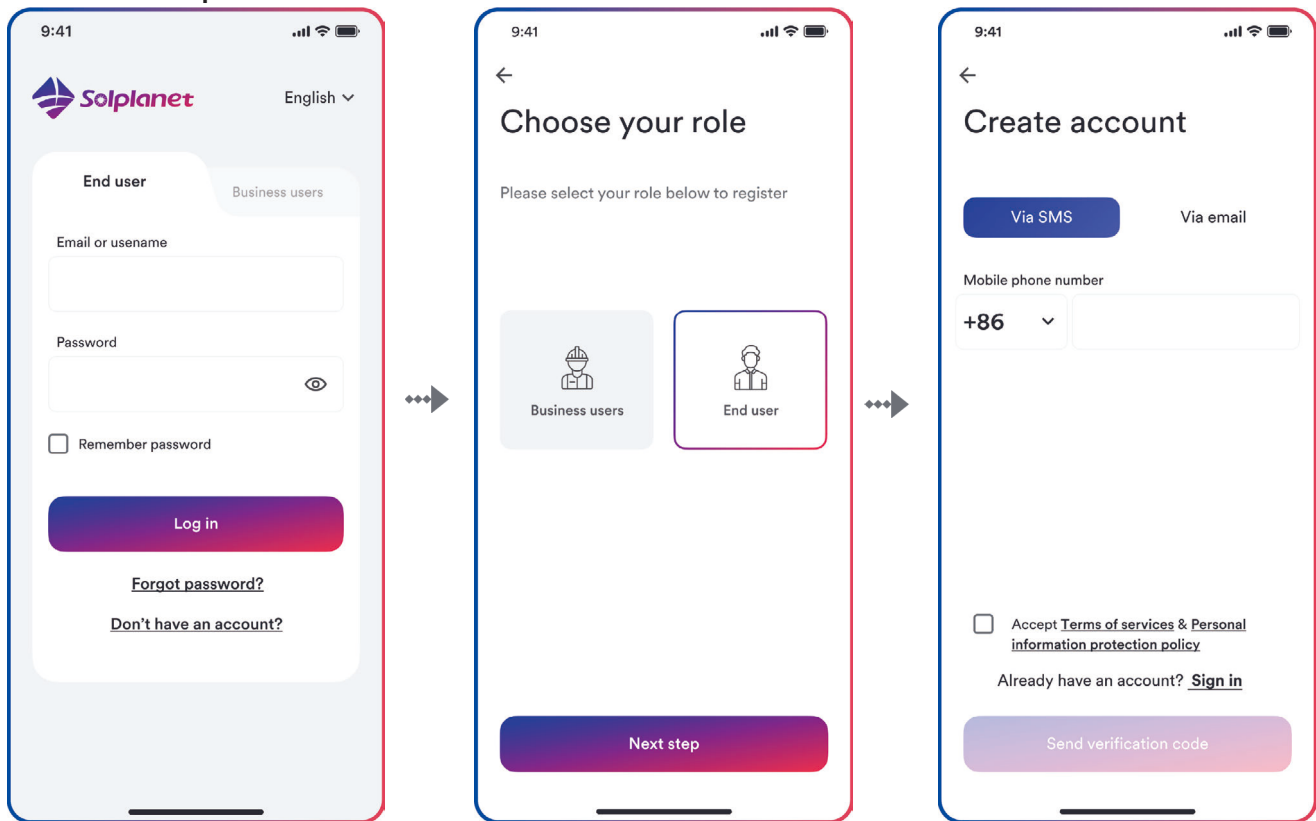 9:41
Solplanet
English
End user
Business users
Email or usename
Password
Remember password
Log in
Forgot password?
Don't have an account?
9:41
Choose your role
Please select your role below to register
Business users
End user
Next step
9:41
Create account
Via SMS
Via email
Mobile phone number
+86
Accept Terms of services & Personal
information protection policy
Already have an account? Sign in
Send verification code